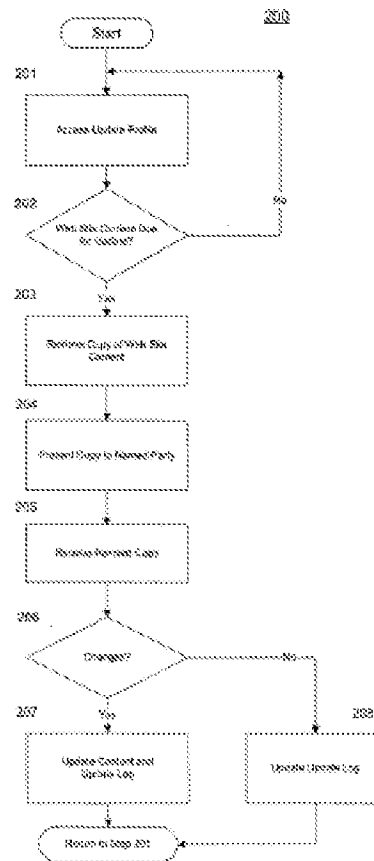 200
Start
201
Access Update Profile
202
Web Site Content Due
for Update?
No
Yes
203
Retrieve Copy of Web Site
Content
204
Present Copy to Named Party
205
Receive Copy
206
Changes?
No
Yes
207
208
Update Content and
Update Log
Update Update Log
Return to Step 201